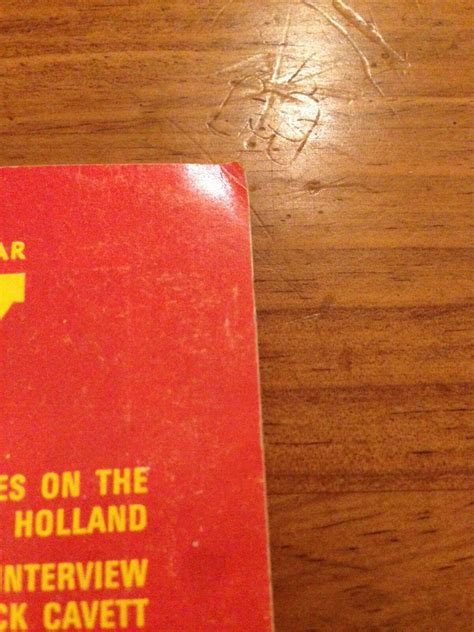 AR
ES ON THE
HOLLAND
INTERVIEW
CK CAVETT